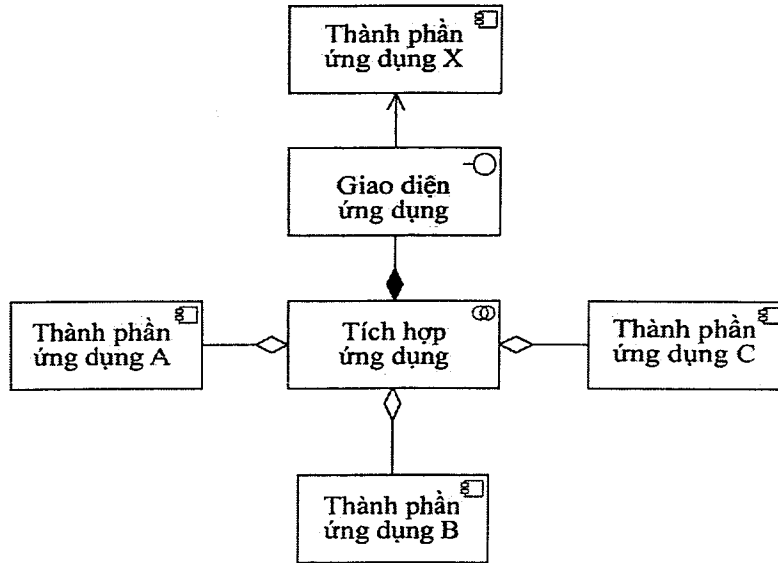 Thành phần
ứng dụng X
Giao diện
ứng dụng
Thành phần
ứng dụng A
Tích hợp
ứng dụng
Thành phần
ứng dụng C
Thành phần
ứng dụng B